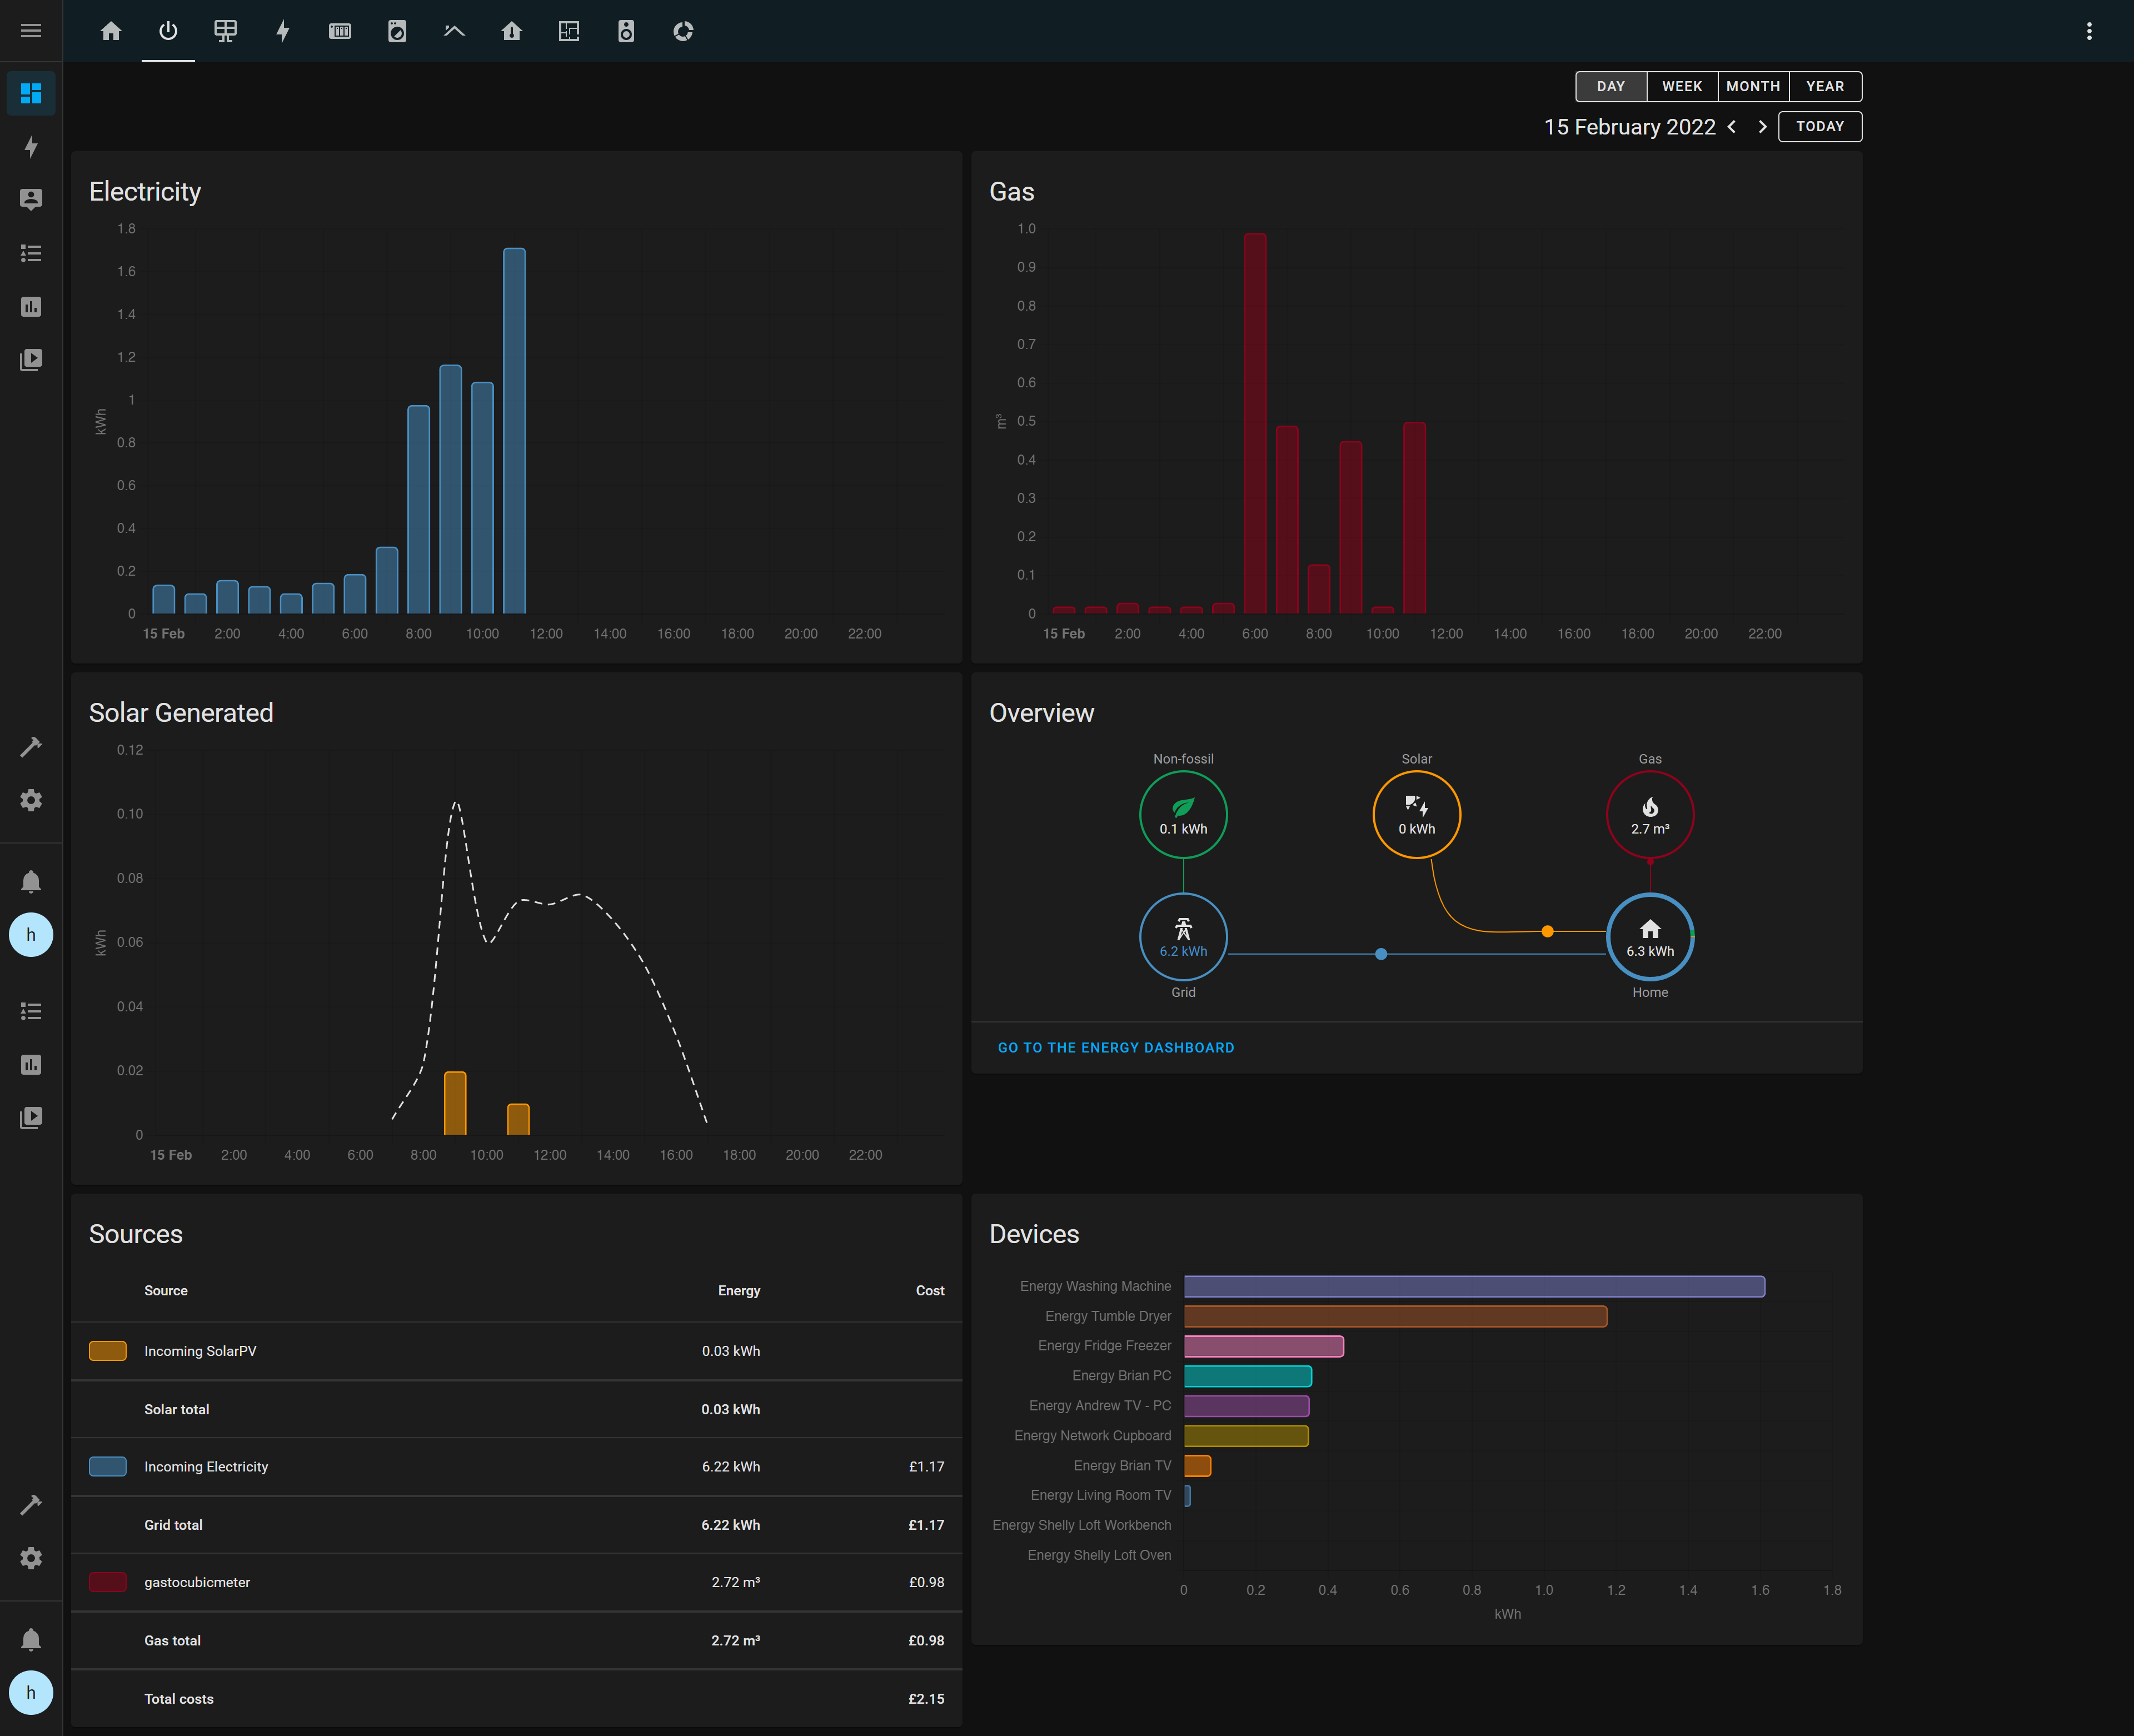 DAY WEEK MONTH YEAR
15 February 2022 TODAY
Electricity
1.8
1.6
1.4
1.2
1
0.8
0.6
0.4
0.2
0
kWh
15 Feb 2:00 4:00 6:00 8:00 10:00 12:00 14:00 16:00 18:00 20:00 22:00
Gas
1.0
0.9
0.8
0.7
0.6
0.5
0.4
0.3
0.2
0.1
0
m³
15 Feb 2:00 4:00 6:00 8:00 10:00 12:00 14:00 16:00 18:00 20:00 22:00
Solar Generated
0.12
0.10
0.08
0.06
0.04
0.02
0
kWh
15 Feb 2:00 4:00 6:00 8:00 10:00 12:00 14:00 16:00 18:00 20:00 22:00
Overview
Non-fossil Solar Gas
0.1 kWh 0 kWh 2.7 m³
6.2 kWh 6.3 kWh
Grid Home
GO TO THE ENERGY DASHBOARD
h
Sources
Source Energy Cost
Incoming SolarPV 0.03 kWh
Solar total 0.03 kWh
Incoming Electricity 6.22 kWh £1.17
Grid total 6.22 kWh £1.17
gastocubicmeter 2.72 m³ £0.98
Gas total 2.72 m³ £0.98
Total costs £2.15
Devices
Energy Washing Machine
Energy Tumble Dryer
Energy Fridge Freezer
Energy Brian PC
Energy Andrew TV - PC
Energy Network Cupboard
Energy Brian TV
Energy Living Room TV
Energy Shelly Loft Workbench
Energy Shelly Loft Oven
0 0.2 0.4 0.6 0.8 1.0 1.2 1.4 1.6 1.8
kWh
h